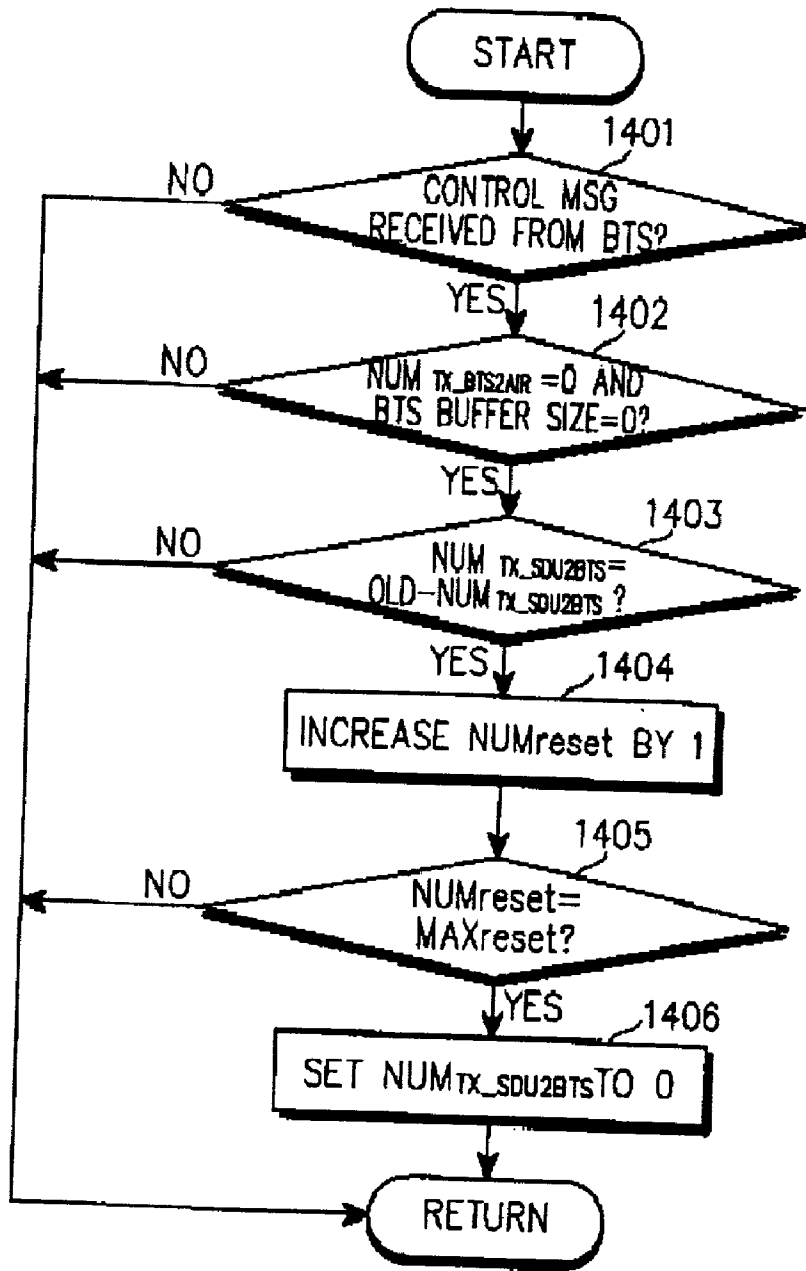 START
1401
NO
CONTROL MSG
RECEIVED FROM BTS?
YES
1402
NO
NUM TX_BTS2AIR =0 AND
BTS BUFFER SIZE=0?
YES
1403
NO
NUM TX_SDU2BTS=
OLD-NUM TX_SDU2BTS ?
YES
1404
INCREASE NUMreset BY 1
1405
NO
NUMreset=
MAXreset?
YES
1406
SET NUM TX_SDU2BTS TO 0
RETURN